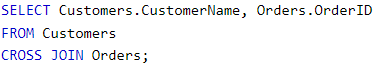 SELECT Customers.CustomerName, Orders.OrderID
FROM Customers
CROSS JOIN Orders;